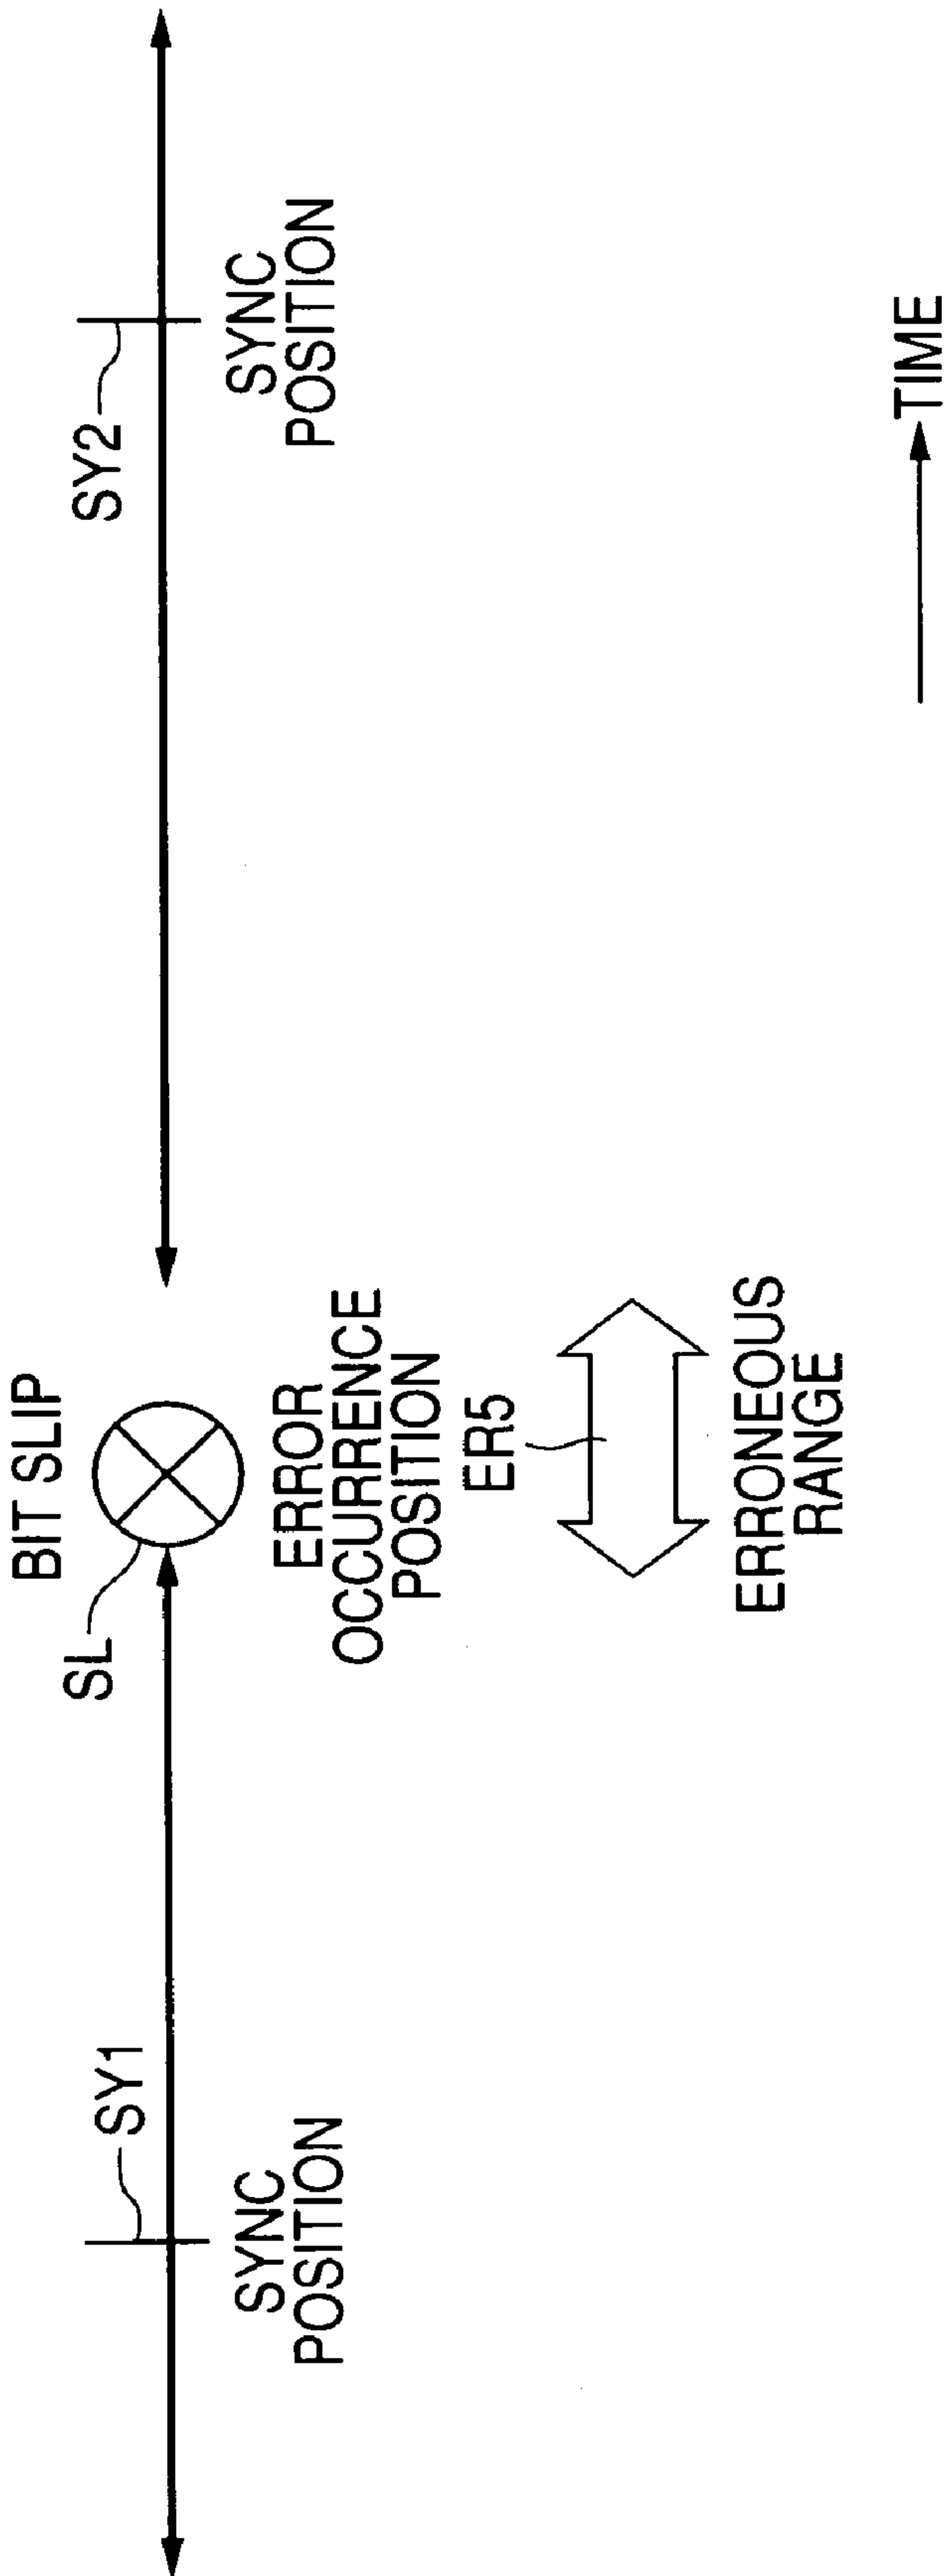 BIT SLIP
SY1
SL
SY2
SYNC
POSITION
ERROR
OCCURRENCE
POSITION
SYNC
POSITION
ER5
ERRONEOUS
RANGE
TIME